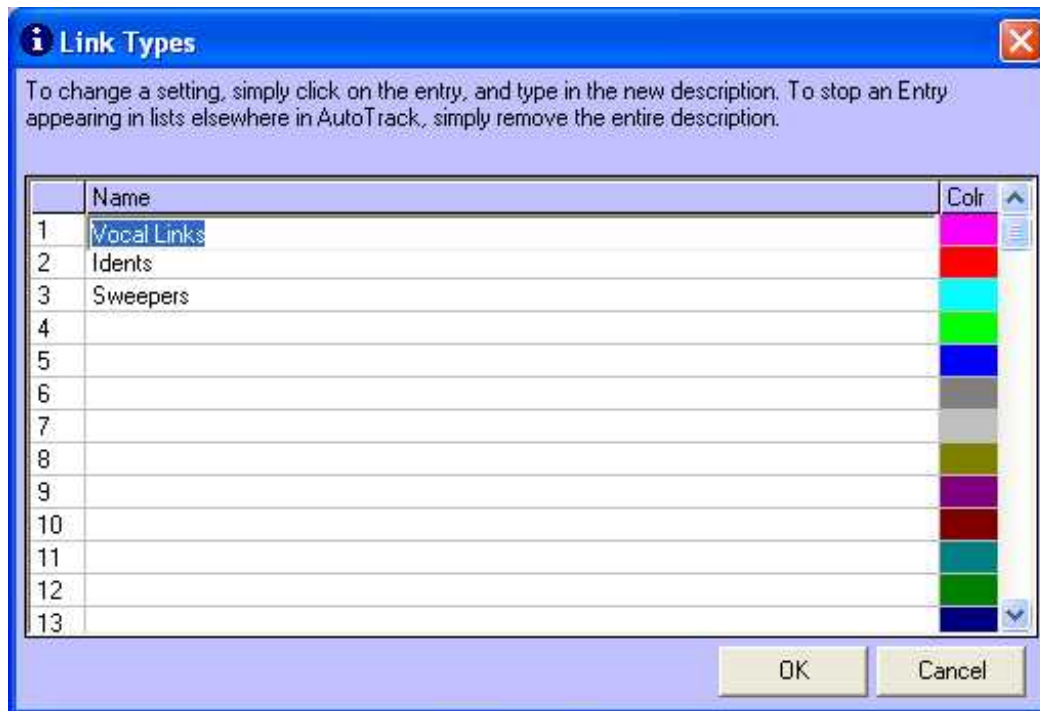 Link Types
To change a setting, simply click on the entry, and type in the new description. To stop an Entry
appearing in lists elsewhere in AutoTrack, simply remove the entire description.
Name Colr
1 Vocal Links
2 Idents
3 Sweepers
4
5
6
7
8
9
10
11
12
13
OK Cancel